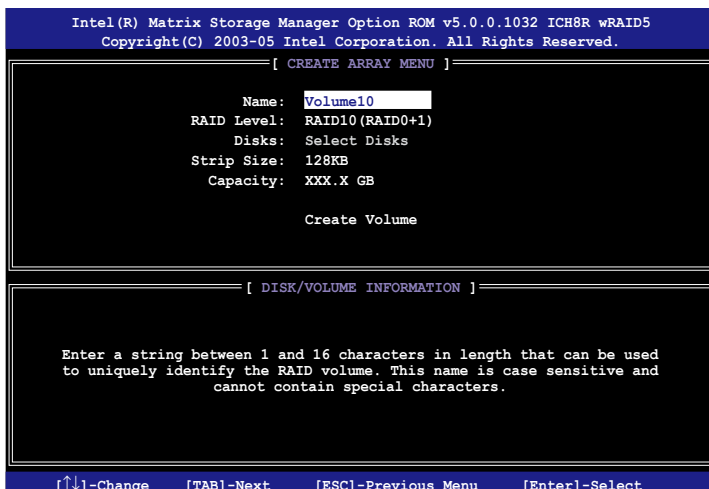 Intel(R) Matrix Storage Manager Option ROM v5.0.0.1032 ICH8R wRAID5
Copyright(C) 2003-05 Intel Corporation. All Rights Reserved.
[ CREATE ARRAY MENU ]
Name: Volume10
RAID Level: RAID10(RAID0+1)
Disks: Select Disks
Strip Size: 128KB
Capacity: XXX.X GB
Create Volume
[ DISK/VOLUME INFORMATION ]
Enter a string between 1 and 16 characters in length that can be used
to uniquely identify the RAID volume. This name is case sensitive and
cannot contain special characters.
[↑↓]-Change [TAB]-Next [ESC]-Previous Menu [Enter]-Select